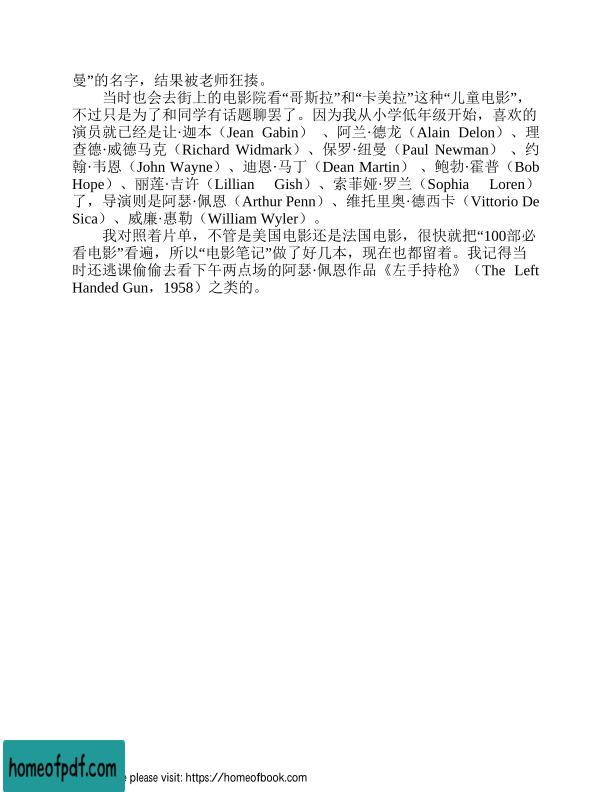 曼”的名字，结果被老师狂揍。
当时也会去街上的电影院看“哥斯拉”和“卡美拉”这种“儿童电影”，
不过只是为了和同学有话题聊罢了。因为我从小学低年级开始，喜欢的
演员就已经是让·迦本（Jean Gabin）、阿兰·德龙（Alain Delon）、理
查德·威德马克（Richard Widmark）、保罗·纽曼（Paul Newman）、约
翰·韦恩（John Wayne）、迪恩·马丁（Dean Martin）、鲍勃·霍普（Bob
Hope）、丽莲·吉许（Lillian Gish）、索菲娅·罗兰（Sophia Loren）
了，导演则是阿瑟·佩恩（Arthur Penn）、维托里奥·德西卡（Vittorio De
Sica）、威廉·惠勒（William Wyler）。
我对照着片单，不管是美国电影还是法国电影，很快就把“100部必
看电影”看遍，所以“电影笔记”做了好几本，现在也都留着。我记得当
时还逃课偷偷去看下午两点场的阿瑟·佩恩作品《左手持枪》（The Left
Handed Gun，1958）之类的。
homeofpdf.com
e please visit: https://homeofbook.com